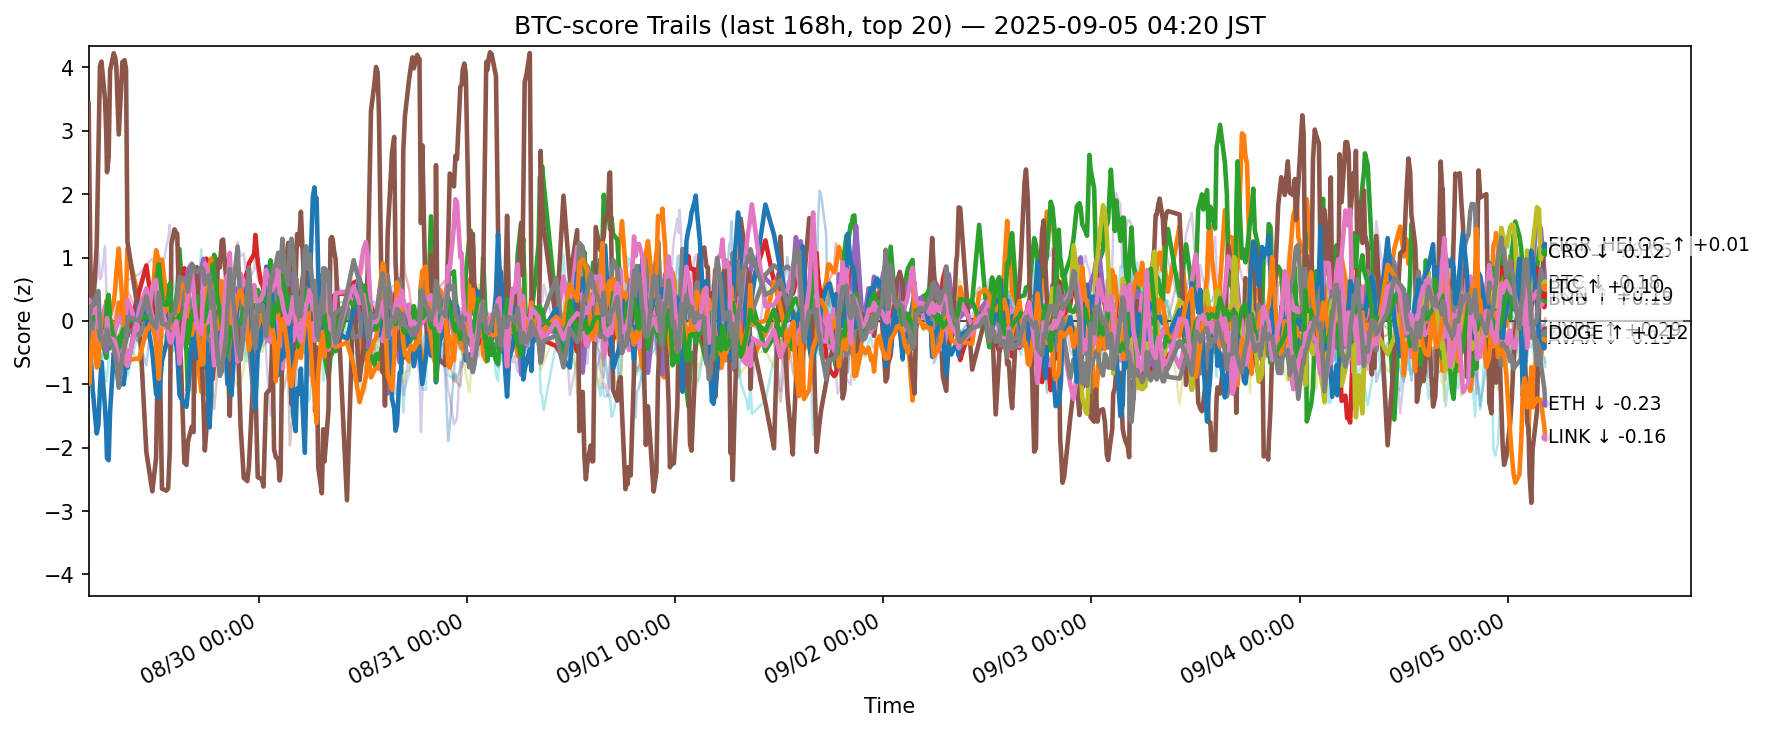 BTC-score Trails (last 168h, top 20) — 2025-09-05 04:20 JST
Score (z)
4
3
2
1
0
−1
−2
−3
−4
FIGR_HELOC ↑ +0.01
CRO ↓ -0.12
LTC ↑ +0.10
DOGE ↑ +0.12
ETH ↓ -0.23
LINK ↓ -0.16
08/30 00:00
08/31 00:00
09/01 00:00
09/02 00:00
09/03 00:00
09/04 00:00
09/05 00:00
Time